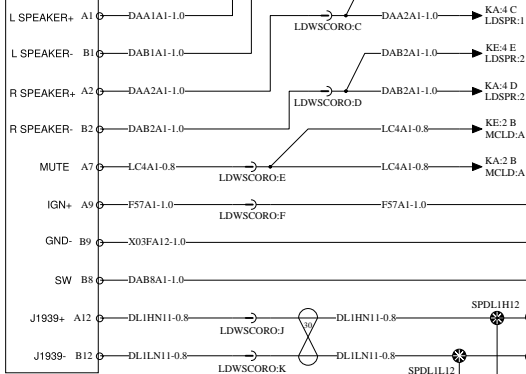 L SPEAKER+ A1 DAA1A1-1.0 DAA2A1-1.0 KA:4 C
LDSPR:1
LDWSCORO:C
L SPEAKER- B1 DAB1A1-1.0 DAB2A1-1.0 KE:4 E
LDSPR:2
R SPEAKER+ A2 DAA2A1-1.0 DAB2A1-1.0 KA:4 D
LDSPR:2
LDWSCORO:D
R SPEAKER- B2 DAB2A1-1.0 LC4A1-0.8 KE:2 B
MCLD:A
MUTE A7 LC4A1-0.8 LC4A1-0.8 KA:2 B
MCLD:A
LDWSCORO:E
IGN+ A9 F57A1-1.0 F57A1-1.0
LDWSCORO:F
GND- B9 X03FA12-1.0
SW B8 DAB8A1-1.0
SPDL1H12
J1939+ A12 DL1HN11-0.8 30 DL1HN11-0.8
LDWSCORO:J
J1939- B12 DL1LN11-0.8 DL1LN11-0.8
LDWSCORO:K SPDL1L12